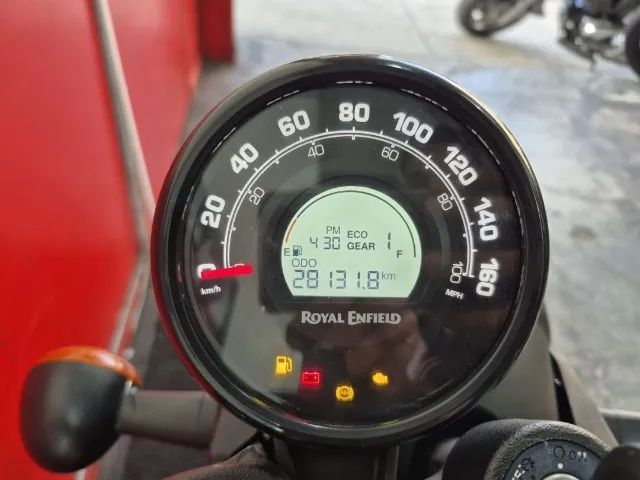 0 20 40 60 80 100 120 140 160
20 40 60 80 100
km/h
MPH
PM ECO
4:30 GEAR 1
E F
ODO
28131.8 km
ROYAL ENFIELD
ON